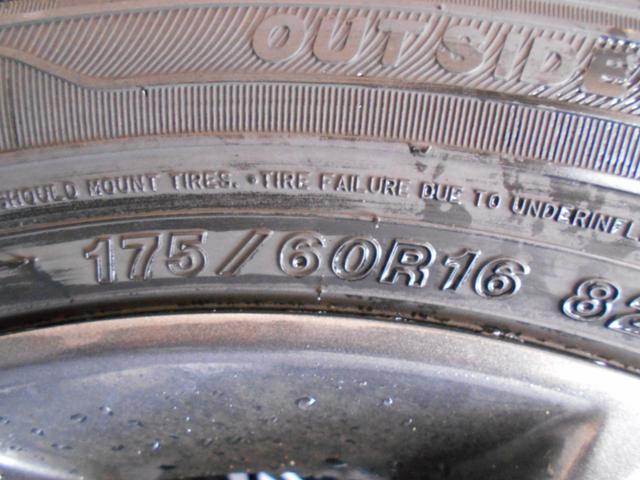 OUTSIDE
SHOULD MOUNT TIRES. •TIRE FAILURE DUE TO UNDERINFL
175/60R16 82